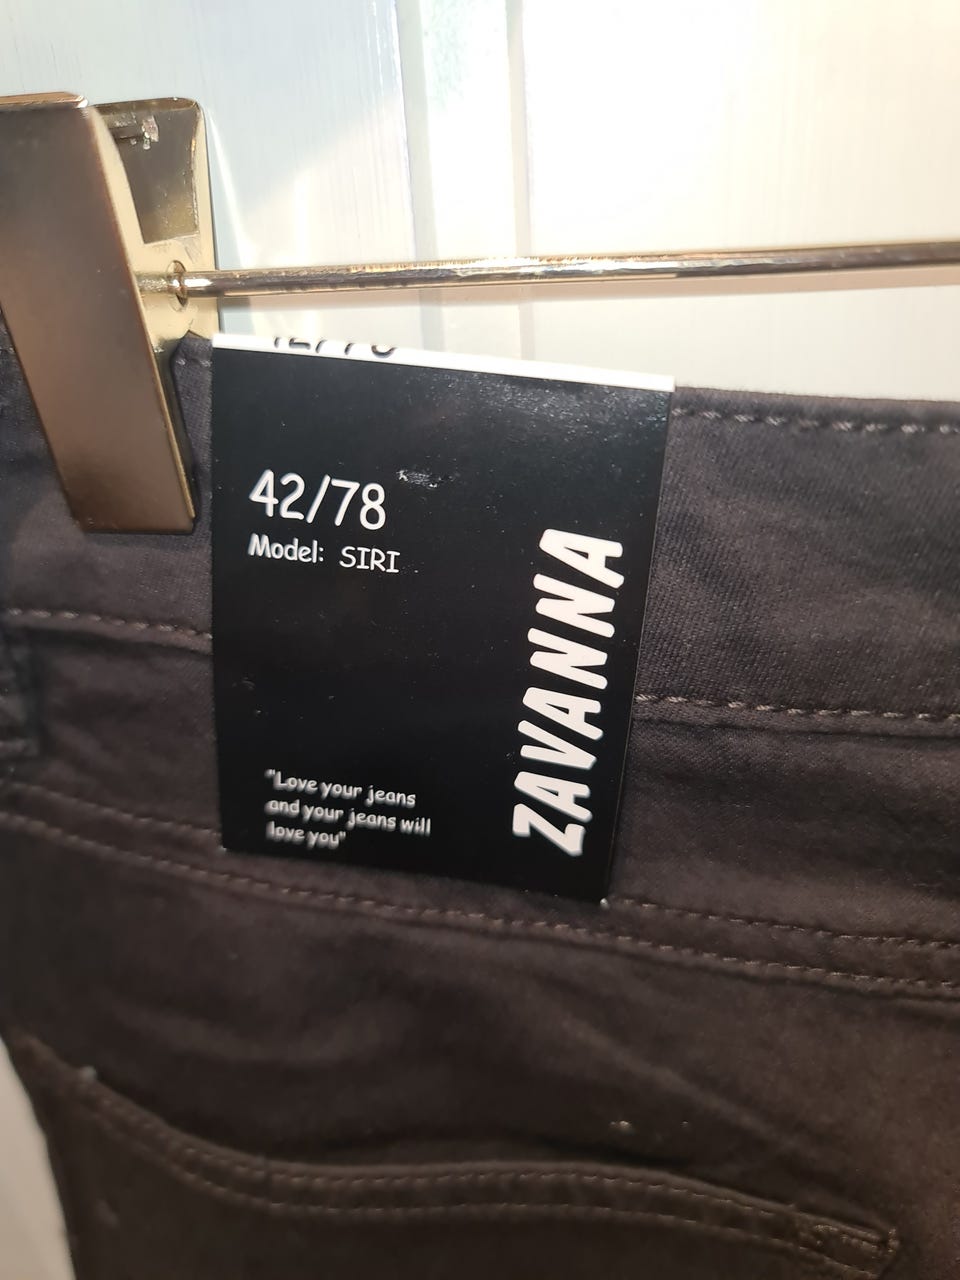 42/78
Model: SIRI
ZAVANNA
"Love your jeans
and your jeans will
love you"